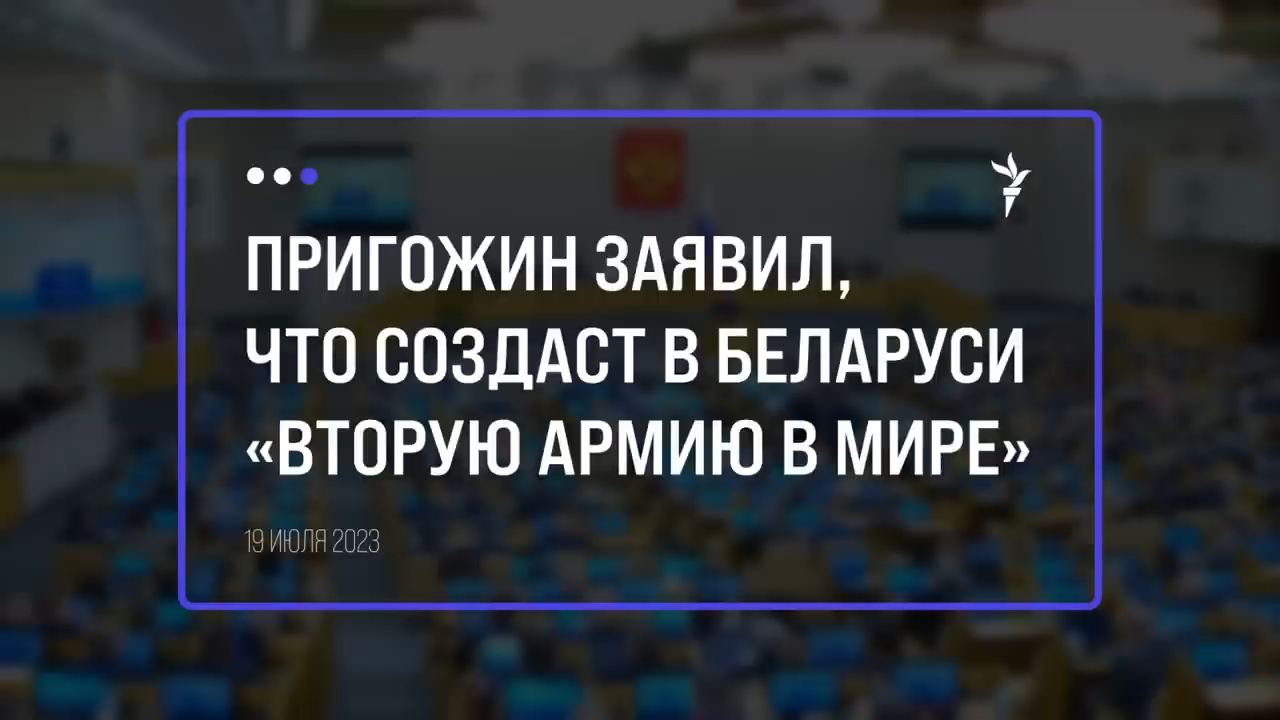 ПРИГОЖИН ЗАЯВИЛ,
ЧТО СОЗДАСТ В БЕЛАРУСИ
«ВТОРУЮ АРМИЮ В МИРЕ»
19 ИЮЛЯ 2023